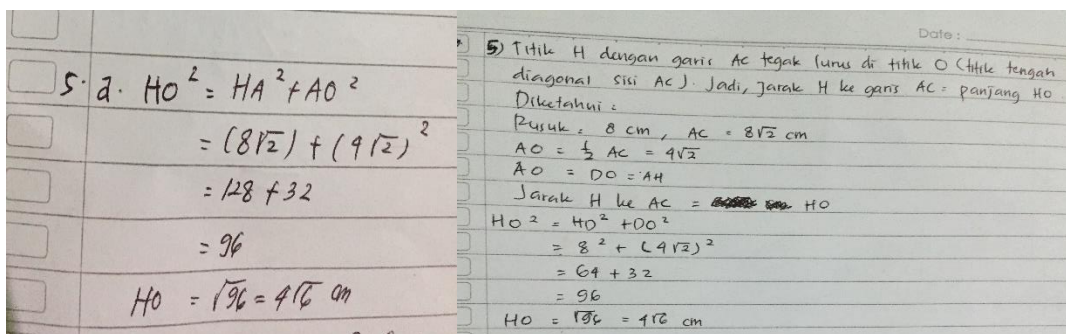 5. a. HO² = HA² + AO²
= (8√2) + (4√2)²
= 128 + 32
= 96
HO = √96 = 4√6 cm
Date :
5) Titik H dengan garis AC tegak lurus di titik O (titik tengah
diagonal sisi AC). Jadi, Jarak H ke garis AC = panjang HO
Diketahui :
Rusuk = 8 cm, AC = 8√2 cm
AO = ½ AC = 4√2
AO = DO = AH
Jarak H ke AC = HO
HO² = HD² + DO²
= 8² + (4√2)²
= 64 + 32
= 96
HO = √96 = 4√6 cm